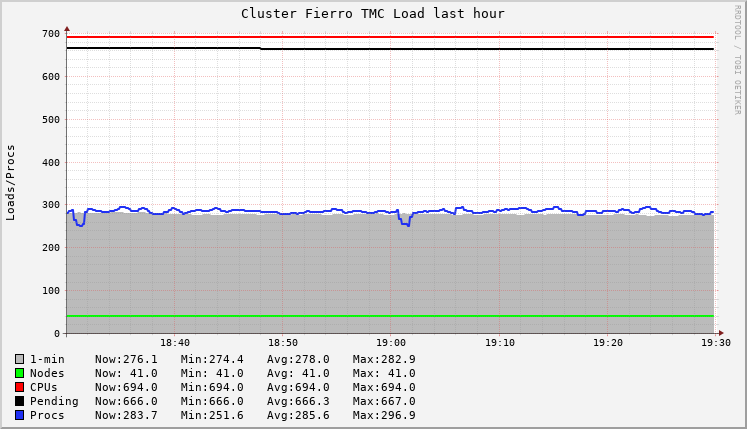 Cluster Fierro TMC Load last hour
RRDTOOL / TOBI OETIKER
Loads/Procs
700
600
500
400
300
200
100
0
18:40 18:50 19:00 19:10 19:20 19:30
1-min Now:276.1 Min:274.4 Avg:278.0 Max:282.9
Nodes Now: 41.0 Min: 41.0 Avg: 41.0 Max: 41.0
CPUs Now:694.0 Min:694.0 Avg:694.0 Max:694.0
Pending Now:666.0 Min:666.0 Avg:666.3 Max:667.0
Procs Now:283.7 Min:251.6 Avg:285.6 Max:296.9